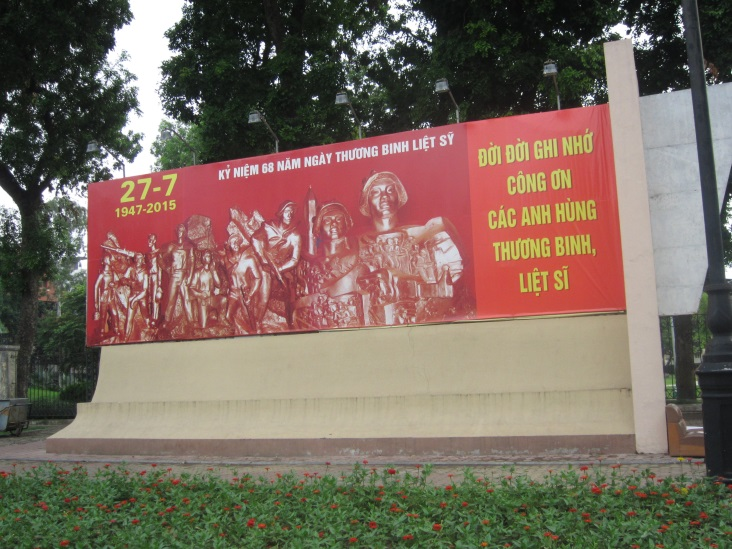 27-7
1947-2015
KỶ NIỆM 68 NĂM NGÀY THƯƠNG BINH LIỆT SỸ
ĐỜI ĐỜI GHI NHỚ
CÔNG ƠN
CÁC ANH HÙNG
THƯƠNG BINH,
LIỆT SĨ